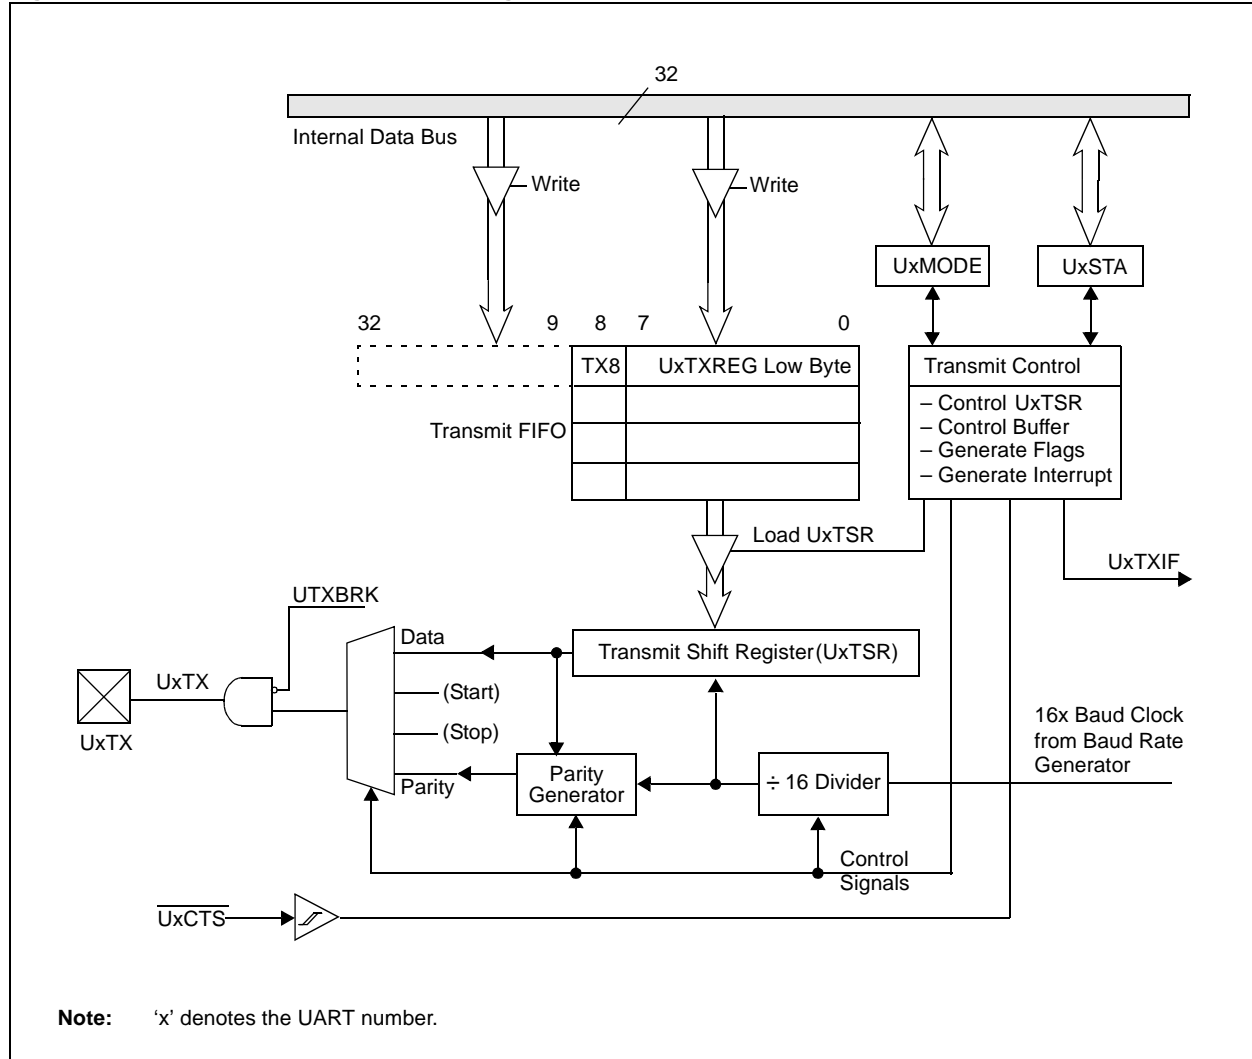 32
Internal Data Bus
Write
Write
UxMODE
UxSTA
32
9
8
7
0
TX8
UxTXREG Low Byte
Transmit FIFO
Transmit Control
– Control UxTSR
– Control Buffer
– Generate Flags
– Generate Interrupt
Load UxTSR
UxTXIF
UTXBRK
Data
Transmit Shift Register(UxTSR)
UxTX
(Start)
(Stop)
UxTX
16x Baud Clock
from Baud Rate
Generator
Parity
Parity
Generator
÷ 16 Divider
Control
Signals
UxCTS
Note: ‘x’ denotes the UART number.